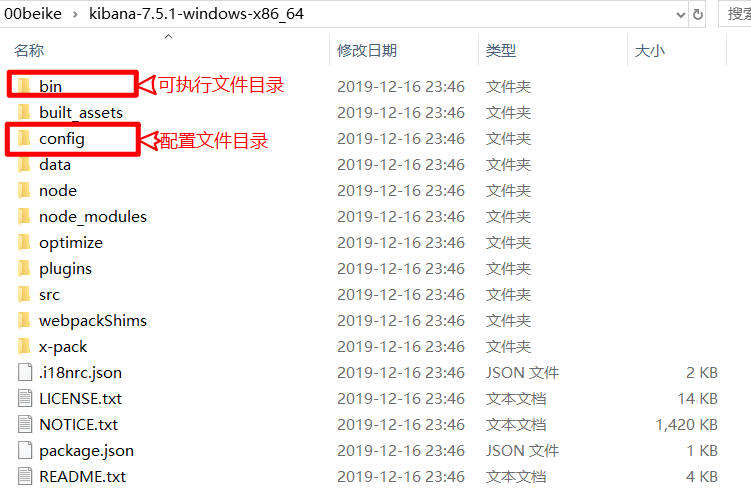 00beike › kibana-7.5.1-windows-x86_64 搜索
名称 修改日期 类型 大小
bin 可执行文件目录 2019-12-16 23:46 文件夹
built_assets 2019-12-16 23:46 文件夹
config 配置文件目录 2019-12-16 23:46 文件夹
data 2019-12-16 23:46 文件夹
node 2019-12-16 23:46 文件夹
node_modules 2019-12-16 23:46 文件夹
optimize 2019-12-16 23:46 文件夹
plugins 2019-12-16 23:46 文件夹
src 2019-12-16 23:46 文件夹
webpackShims 2019-12-16 23:46 文件夹
x-pack 2019-12-16 23:46 文件夹
.i18nrc.json 2019-12-16 23:46 JSON 文件 2 KB
LICENSE.txt 2019-12-16 23:46 文本文档 14 KB
NOTICE.txt 2019-12-16 23:46 文本文档 1,420 KB
package.json 2019-12-16 23:46 JSON 文件 1 KB
README.txt 2019-12-16 23:46 文本文档 4 KB